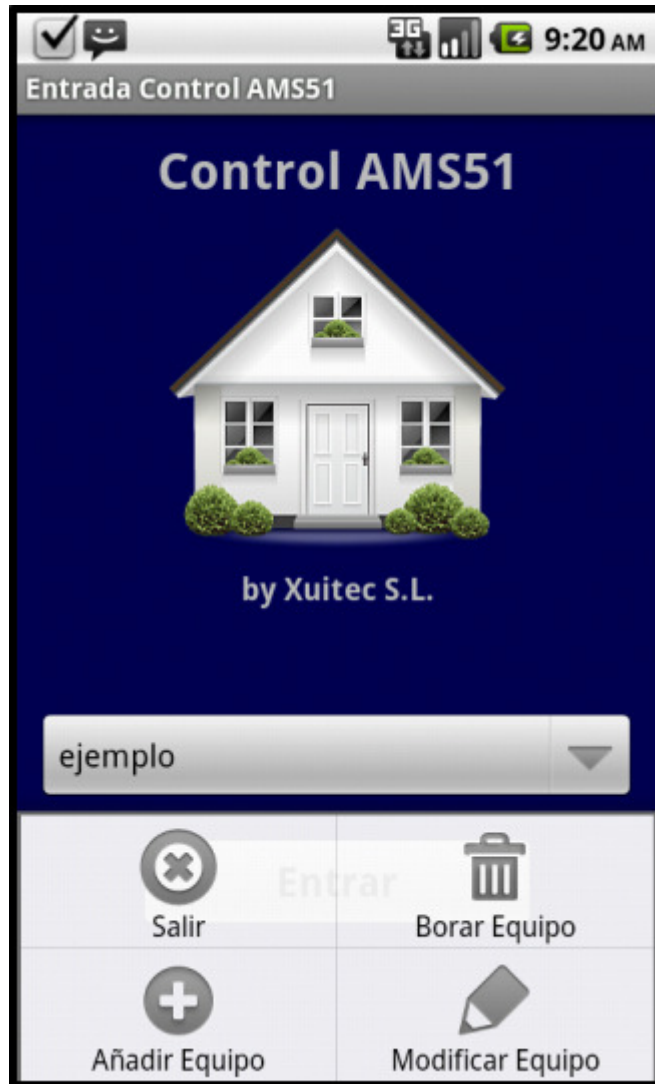 3G 9:20 AM
Entrada Control AMS51
Control AMS51
by Xuitec S.L.
ejemplo
Entrar
Salir
Borar Equipo
Añadir Equipo
Modificar Equipo